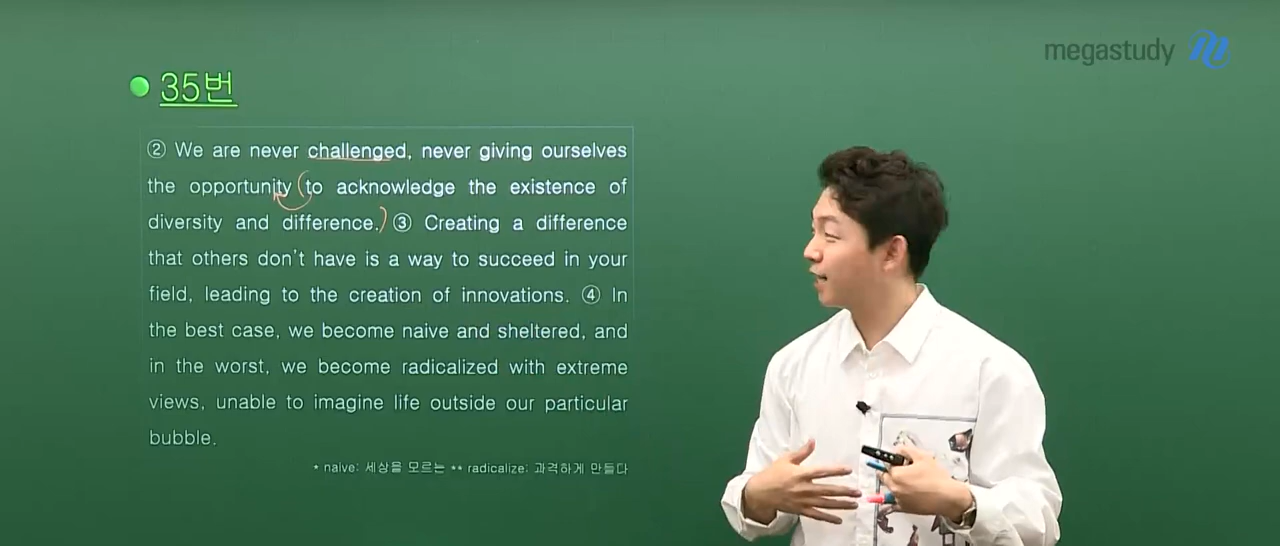 megastudy
35번
② We are never challenged, never giving ourselves
the opportunity to acknowledge the existence of
diversity and difference. ③ Creating a difference
that others don't have is a way to succeed in your
field, leading to the creation of innovations. ④ In
the best case, we become naive and sheltered, and
in the worst, we become radicalized with extreme
views, unable to imagine life outside our particular
bubble.
* naive: 세상을 모르는 ** radicalize: 과격하게 만들다